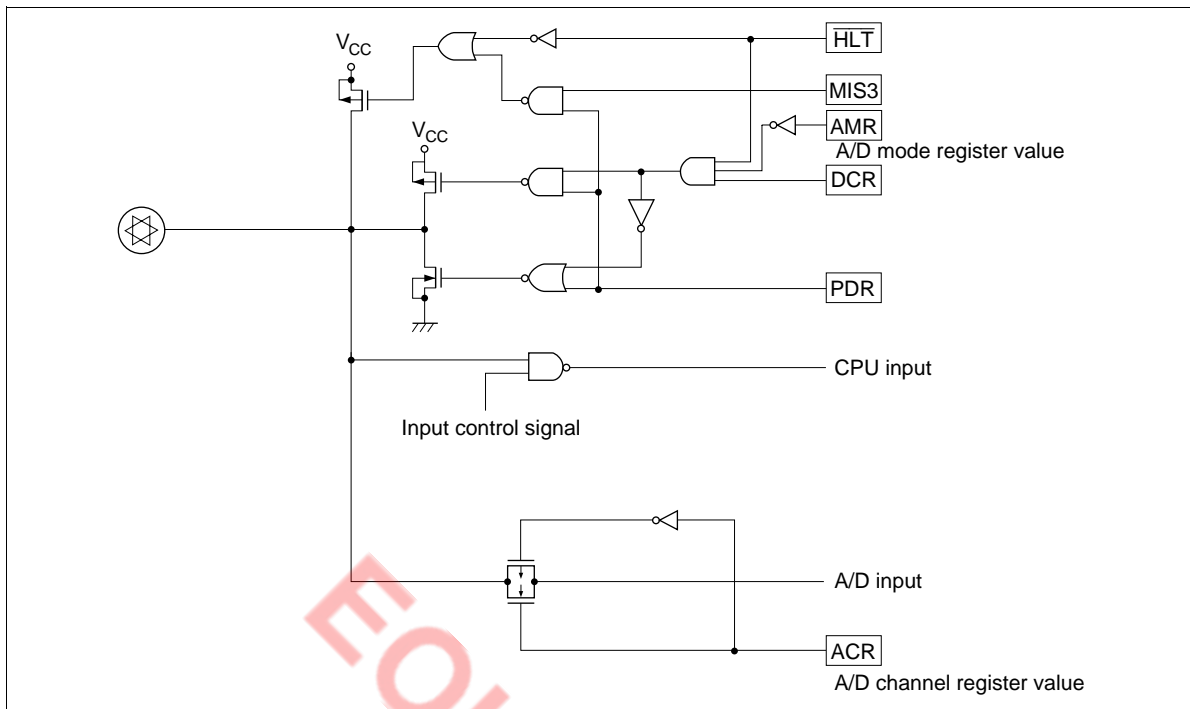 HLT
VCC
MIS3
AMR
A/D mode register value
VCC
DCR
PDR
CPU input
Input control signal
A/D input
ACR
A/D channel register value